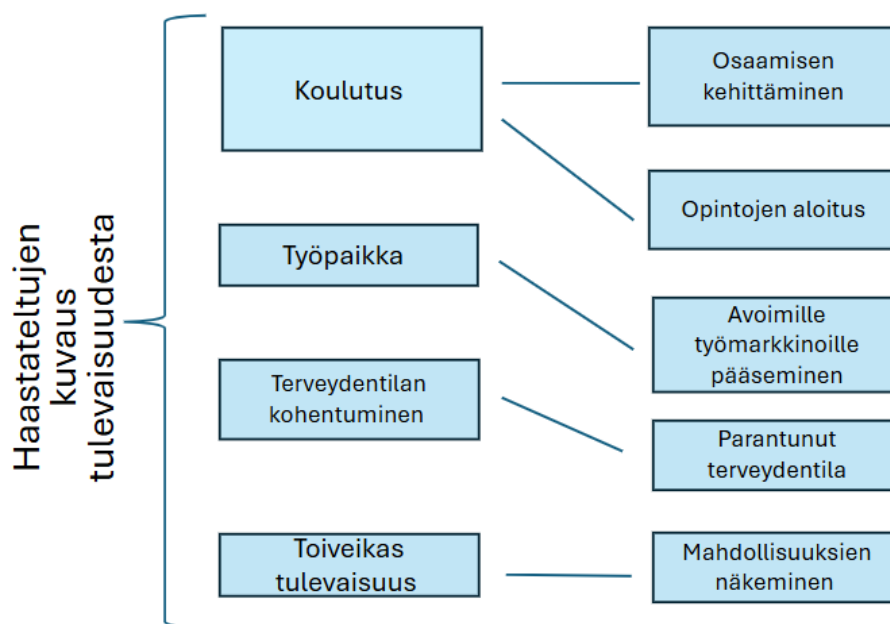 Haastateltujen
kuvaus
tulevaisuudesta
Koulutus
Osaamisen
kehittäminen
Opintojen aloitus
Työpaikka
Avoimille
työmarkkinoille
pääseminen
Terveydentilan
kohentuminen
Parantunut
terveydentila
Toiveikas
tulevaisuus
Mahdollisuuksien
näkeminen